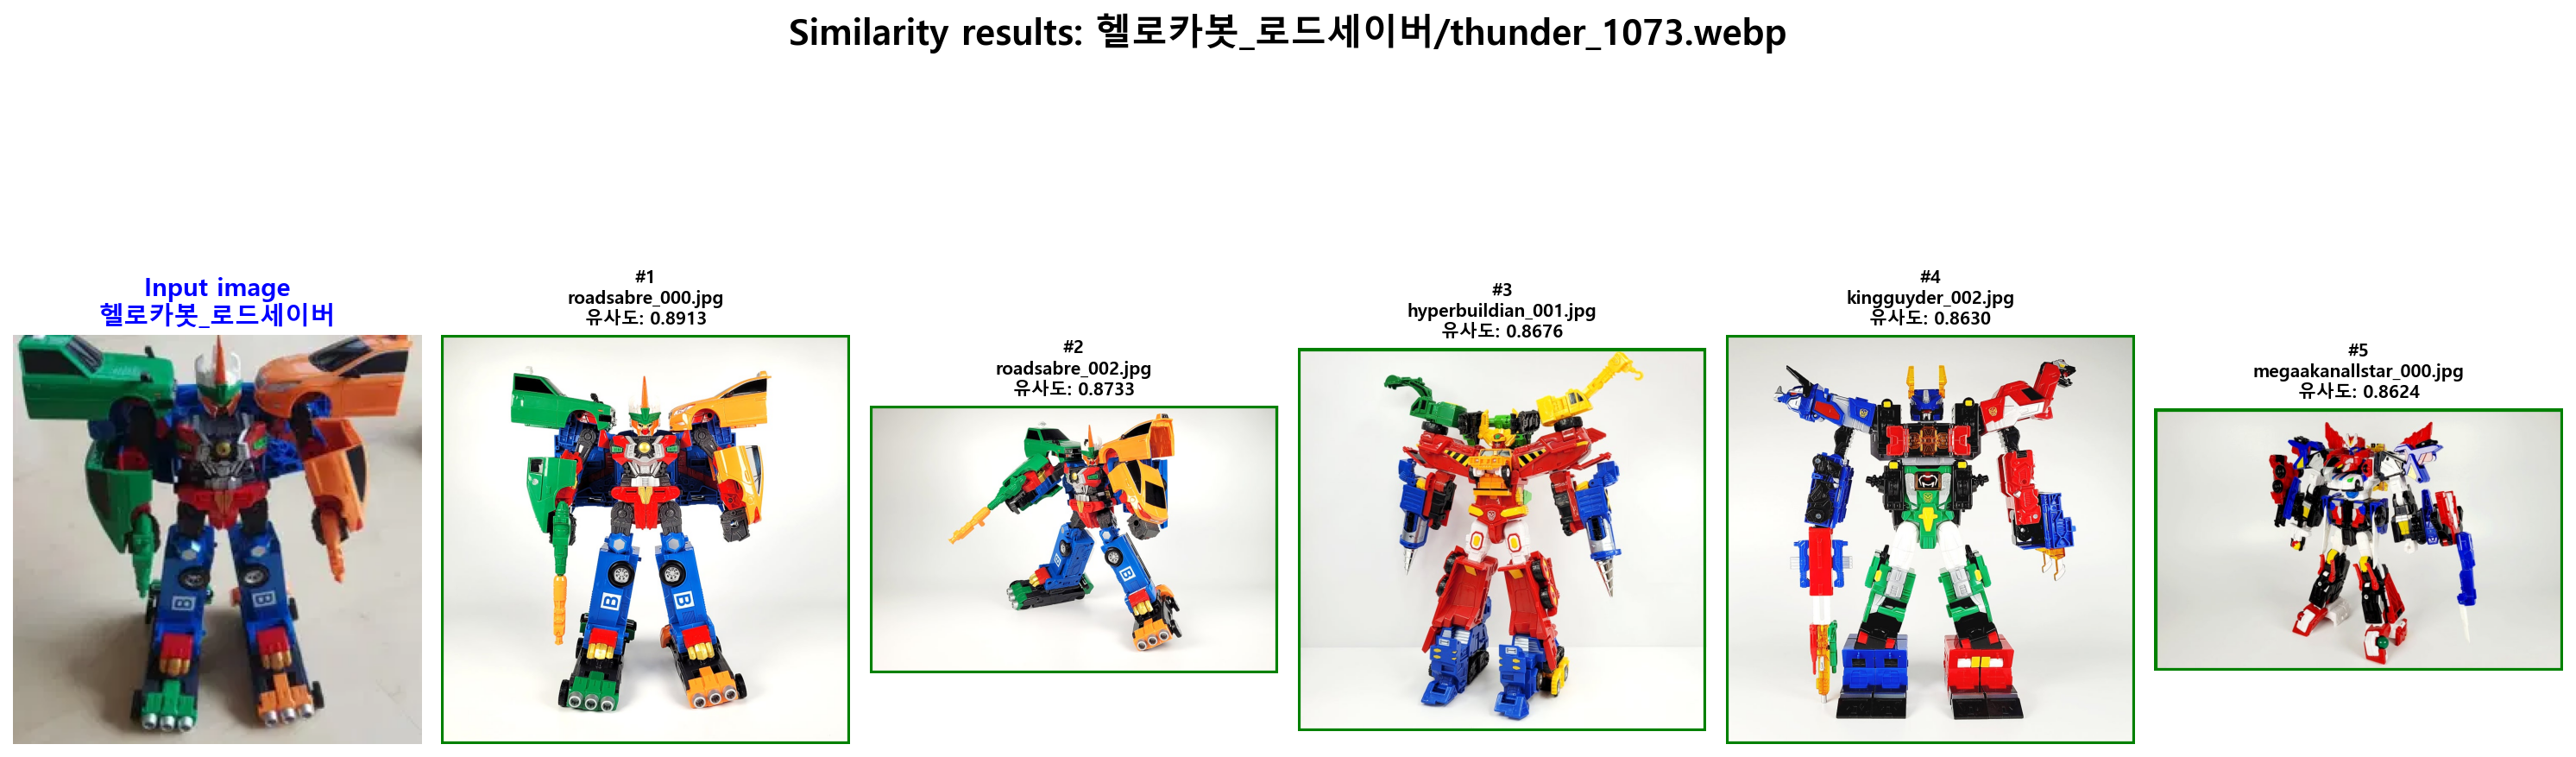 Similarity results: 헬로카봇_로드세이버/thunder_1073.webp
Input image
헬로카봇_로드세이버
#1
roadsabre_000.jpg
유사도: 0.8913
#2
roadsabre_002.jpg
유사도: 0.8733
#3
hyperbuildian_001.jpg
유사도: 0.8676
#4
kingguyder_002.jpg
유사도: 0.8630
#5
megaakanallstar_000.jpg
유사도: 0.8624
B
B
B
B
B
B